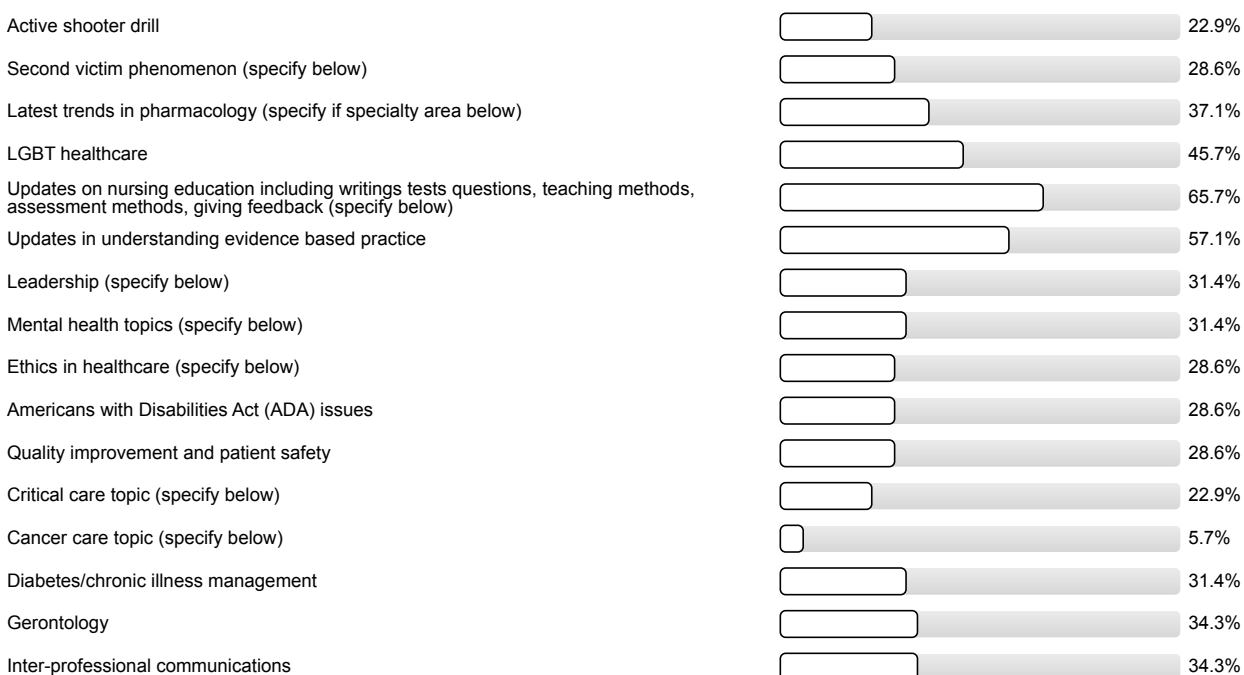 Active shooter drill 22.9%
Second victim phenomenon (specify below) 28.6%
Latest trends in pharmacology (specify if specialty area below) 37.1%
LGBT healthcare 45.7%
Updates on nursing education including writings tests questions, teaching methods,
assessment methods, giving feedback (specify below) 65.7%
Updates in understanding evidence based practice 57.1%
Leadership (specify below) 31.4%
Mental health topics (specify below) 31.4%
Ethics in healthcare (specify below) 28.6%
Americans with Disabilities Act (ADA) issues 28.6%
Quality improvement and patient safety 28.6%
Critical care topic (specify below) 22.9%
Cancer care topic (specify below) 5.7%
Diabetes/chronic illness management 31.4%
Gerontology 34.3%
Inter-professional communications 34.3%